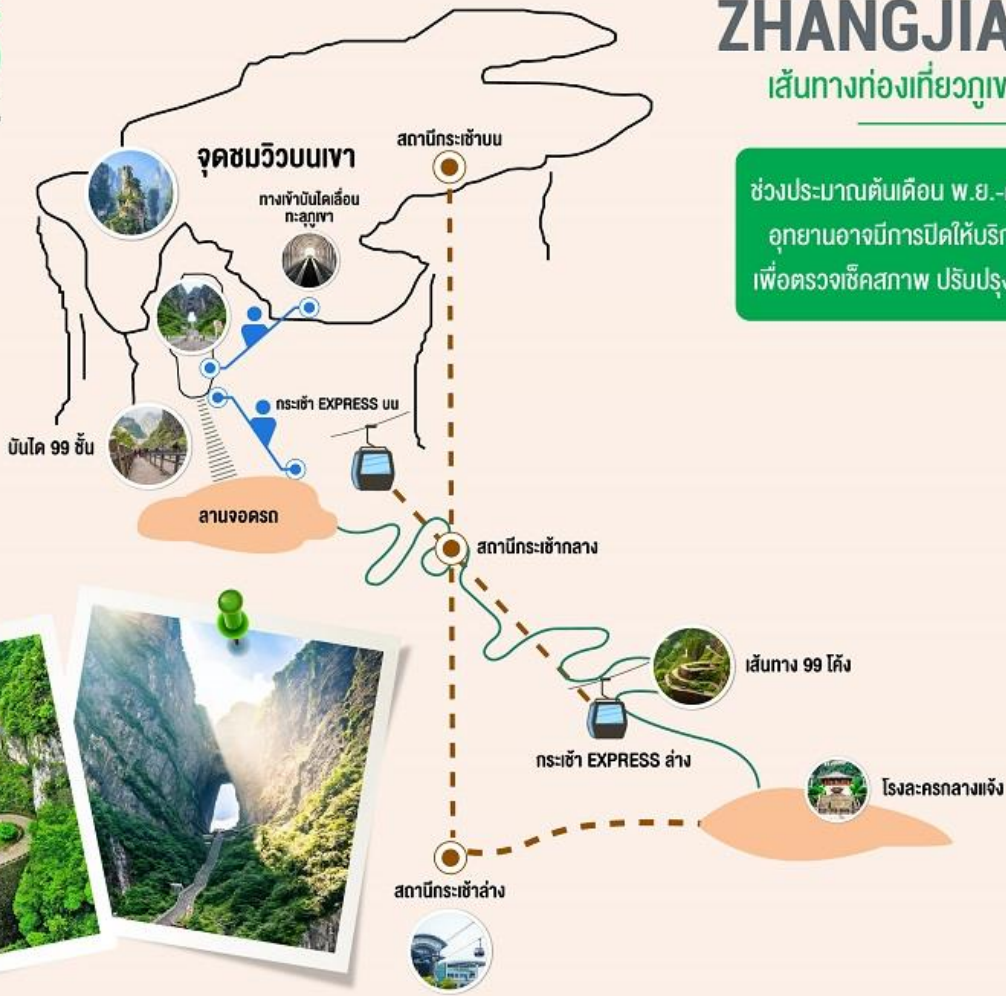 ZHANGJIA
เส้นทางท่องเที่ยวภูเ
ช่วงประมาณต้นเดือน พ.ย.-
อุทยานอาจมีการปิดให้บริก
เพื่อตรวจเช็คสภาพ ปรับปรุง
จุดชมวิวบนเขา
สถานีกระเช้าบน
ทางเข้าบันไดเลื่อน
ทะลุภูเขา
กระเช้า EXPRESS บน
บันได 99 ขั้น
ลานจอดรถ
สถานีกระเช้ากลาง
เส้นทาง 99 โค้ง
กระเช้า EXPRESS ล่าง
โรงละครกลางแจ้ง
สถานีกระเช้าล่าง